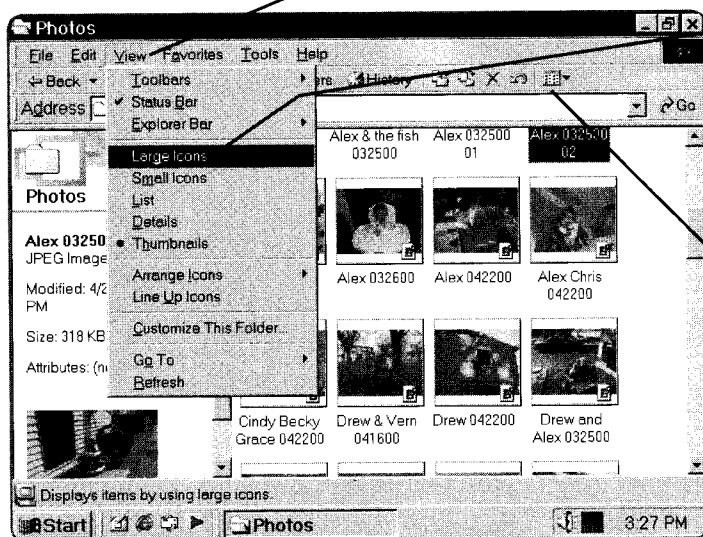 Photos
File Edit View Favorites Tools Help
Back
History
Address
Go
Toolbars
Status Bar
Explorer Bar
Large Icons
Small Icons
List
Details
Thumbnails
Arrange Icons
Line Up Icons
Customize This Folder...
Go To
Refresh
Photos
Alex 03250
JPEG Image
Modified: 4/2
PM
Size: 318 KB
Attributes: (n
Alex & the fish
032500
Alex 032500
01
Alex 032500
02
Alex 032600
Alex 042200
Alex Chris
042200
Cindy Becky
Grace 042200
Drew & Vern
041600
Drew 042200
Drew and
Alex 032500
Displays items by using large icons.
Start
Photos
3:27 PM